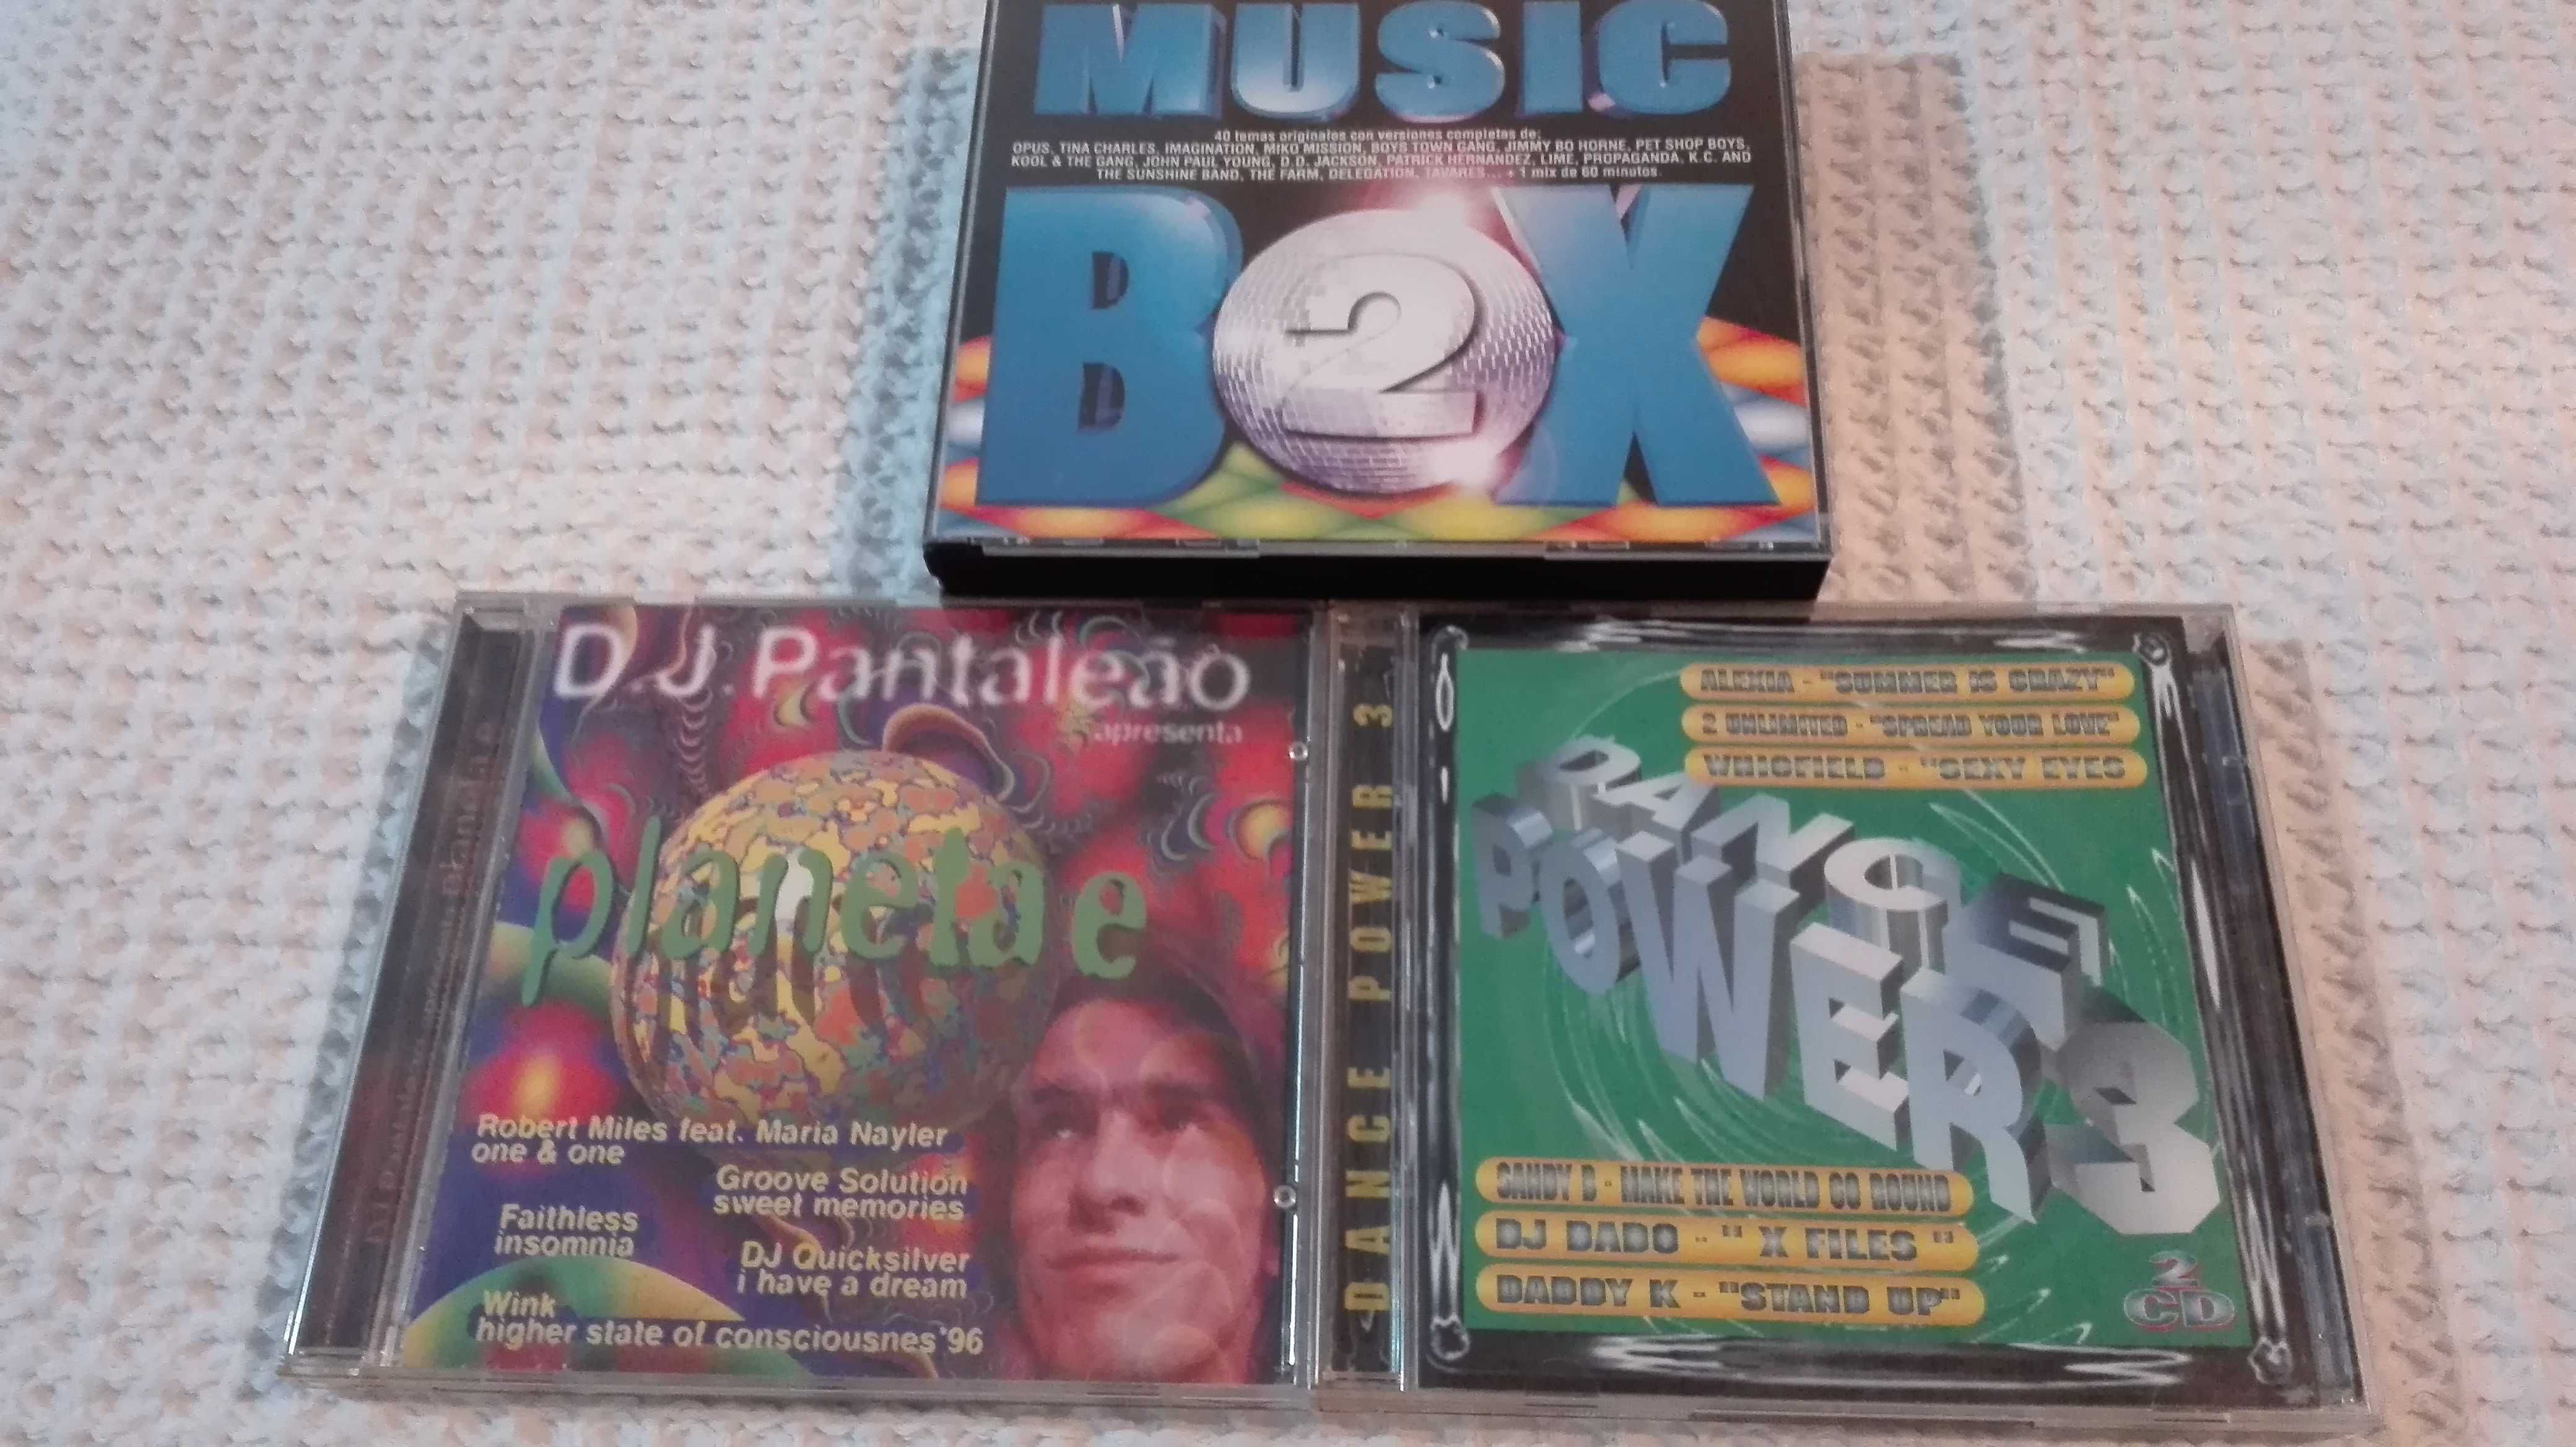 MUSIC
40 temas originales con versiones completas de:
OPUS, TINA CHARLES, IMAGINATION, MIKO MISSION, BOYS TOWN GANG, JIMMY BO HORNE, PET SHOP BOYS,
KOOL & THE GANG, JOHN PAUL YOUNG, D.D. JACKSON, PATRICK HERNANDEZ, LIME, PROPAGANDA, K.C. AND
THE SUNSHINE BAND, THE FARM, DELEGATION, TAVARES... + 1 mix de 60 minutos.
B2X
D.J. Pantaleão
apresenta
planeta e
Robert Miles feat. Maria Nayler
one & one
Groove Solution
sweet memories
Faithless
insomnia
DJ Quicksilver
i have a dream
Wink
higher state of consciousnes'96
planeta e
DANCE POWER 3
ALEXIA - "SUMMER IS CRAZY"
2 UNLIMITED - "SPREAD YOUR LOVE"
WHIGFIELD - "SEXY EYES
DANCE
POWER 3
SANDY B - MAKE THE WORLD GO ROUND
DJ DADO - " X FILES "
DADDY K - "STAND UP"
2
CD